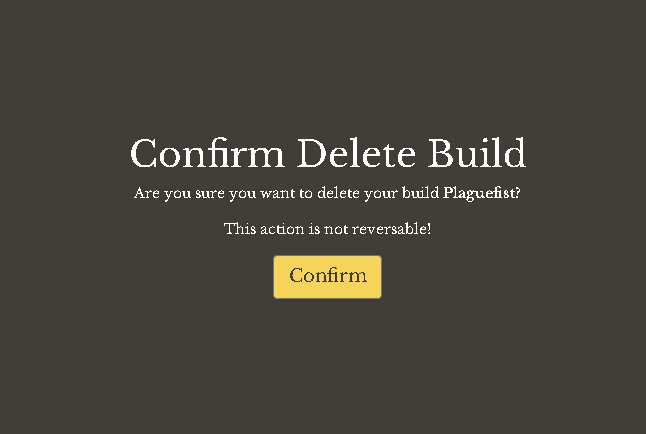 Confirm Delete Build
Are you sure you want to delete your build Plaguefist?
This action is not reversable!
Confirm